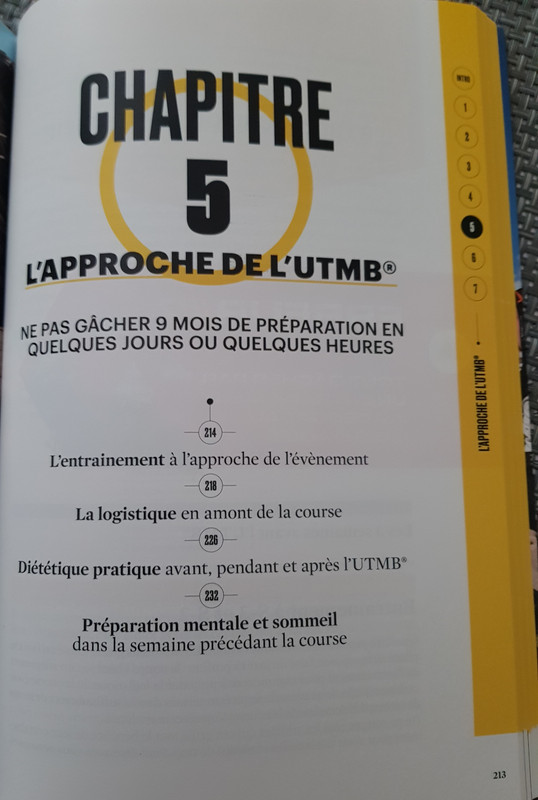 CHAPITRE
5
L'APPROCHE DE L'UTMB®
NE PAS GÂCHER 9 MOIS DE PRÉPARATION EN
QUELQUES JOURS OU QUELQUES HEURES
214
L'entrainement à l'approche de l'évènement
218
La logistique en amont de la course
226
Diététique pratique avant, pendant et après l'UTMB®
232
Préparation mentale et sommeil
dans la semaine précédant la course
INTRO
1
2
3
4
5
6
7
L'APPROCHE DE L'UTMB®
213